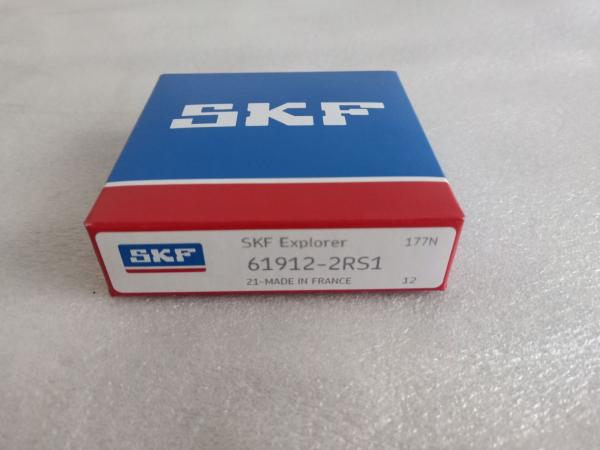 SKF
SKF
SKF Explorer 177N
61912-2RS1
21-MADE IN FRANCE 12